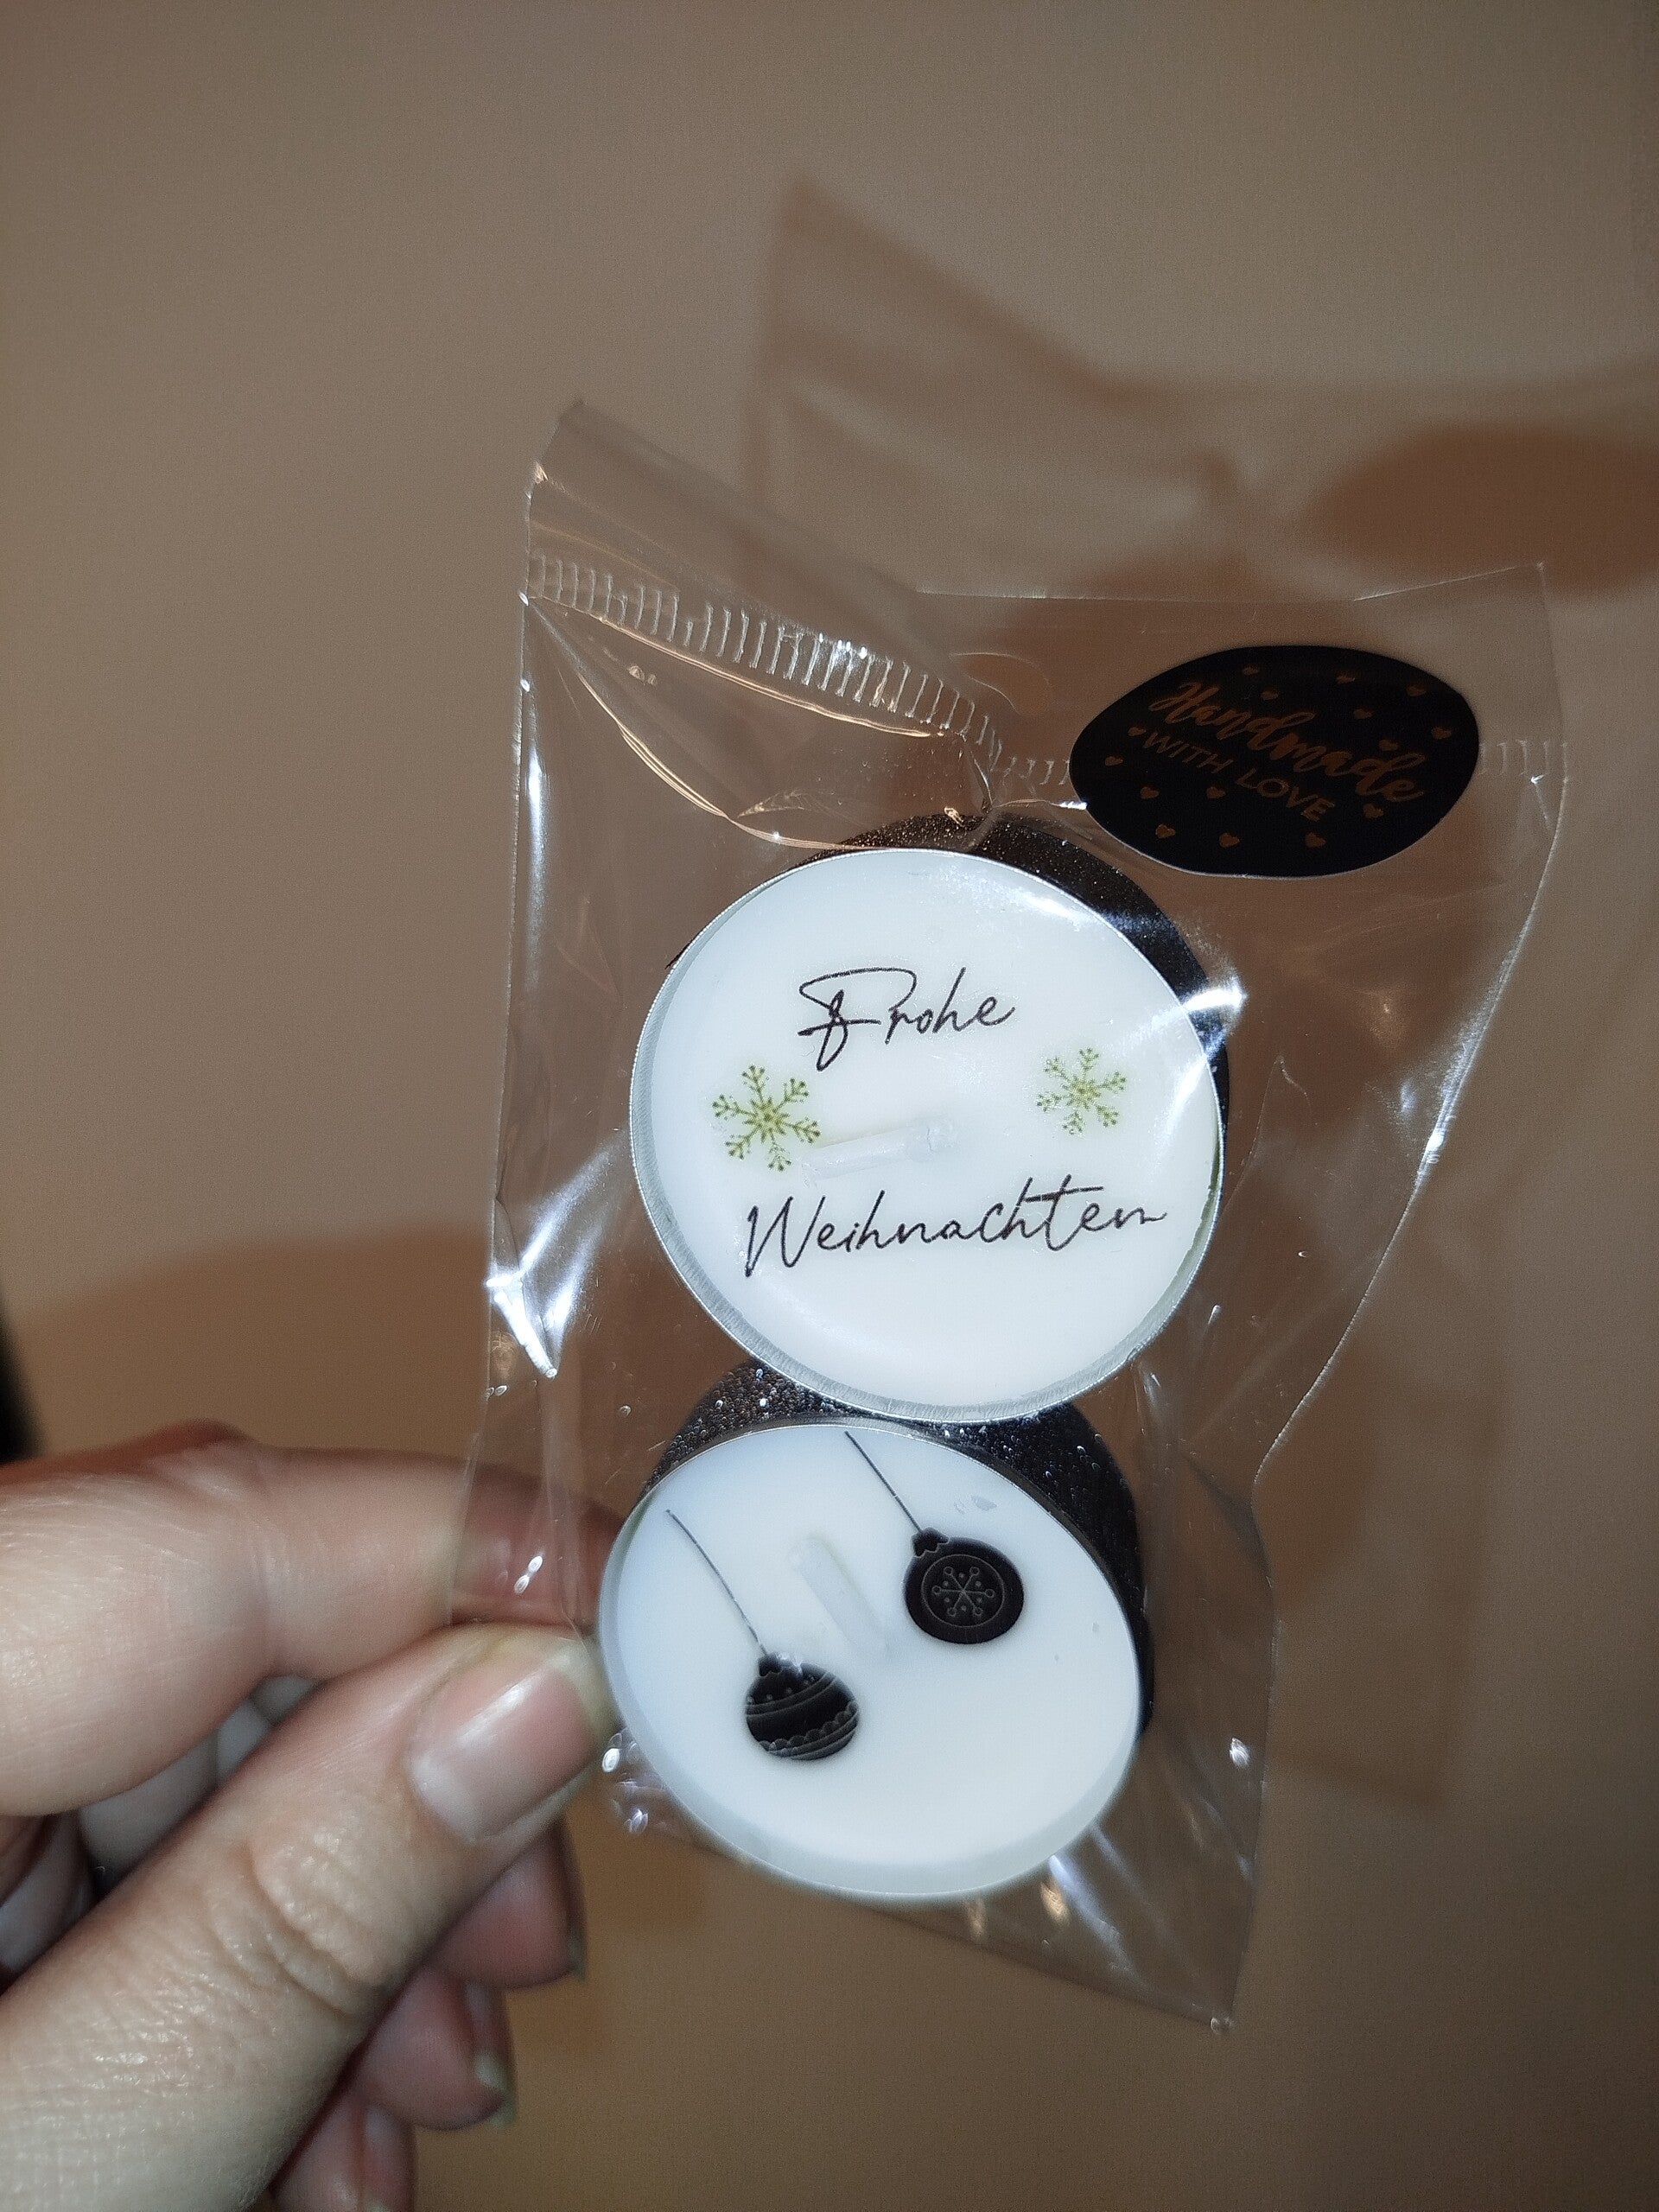 Handmade
WITH LOVE
Frohe
Weihnachten